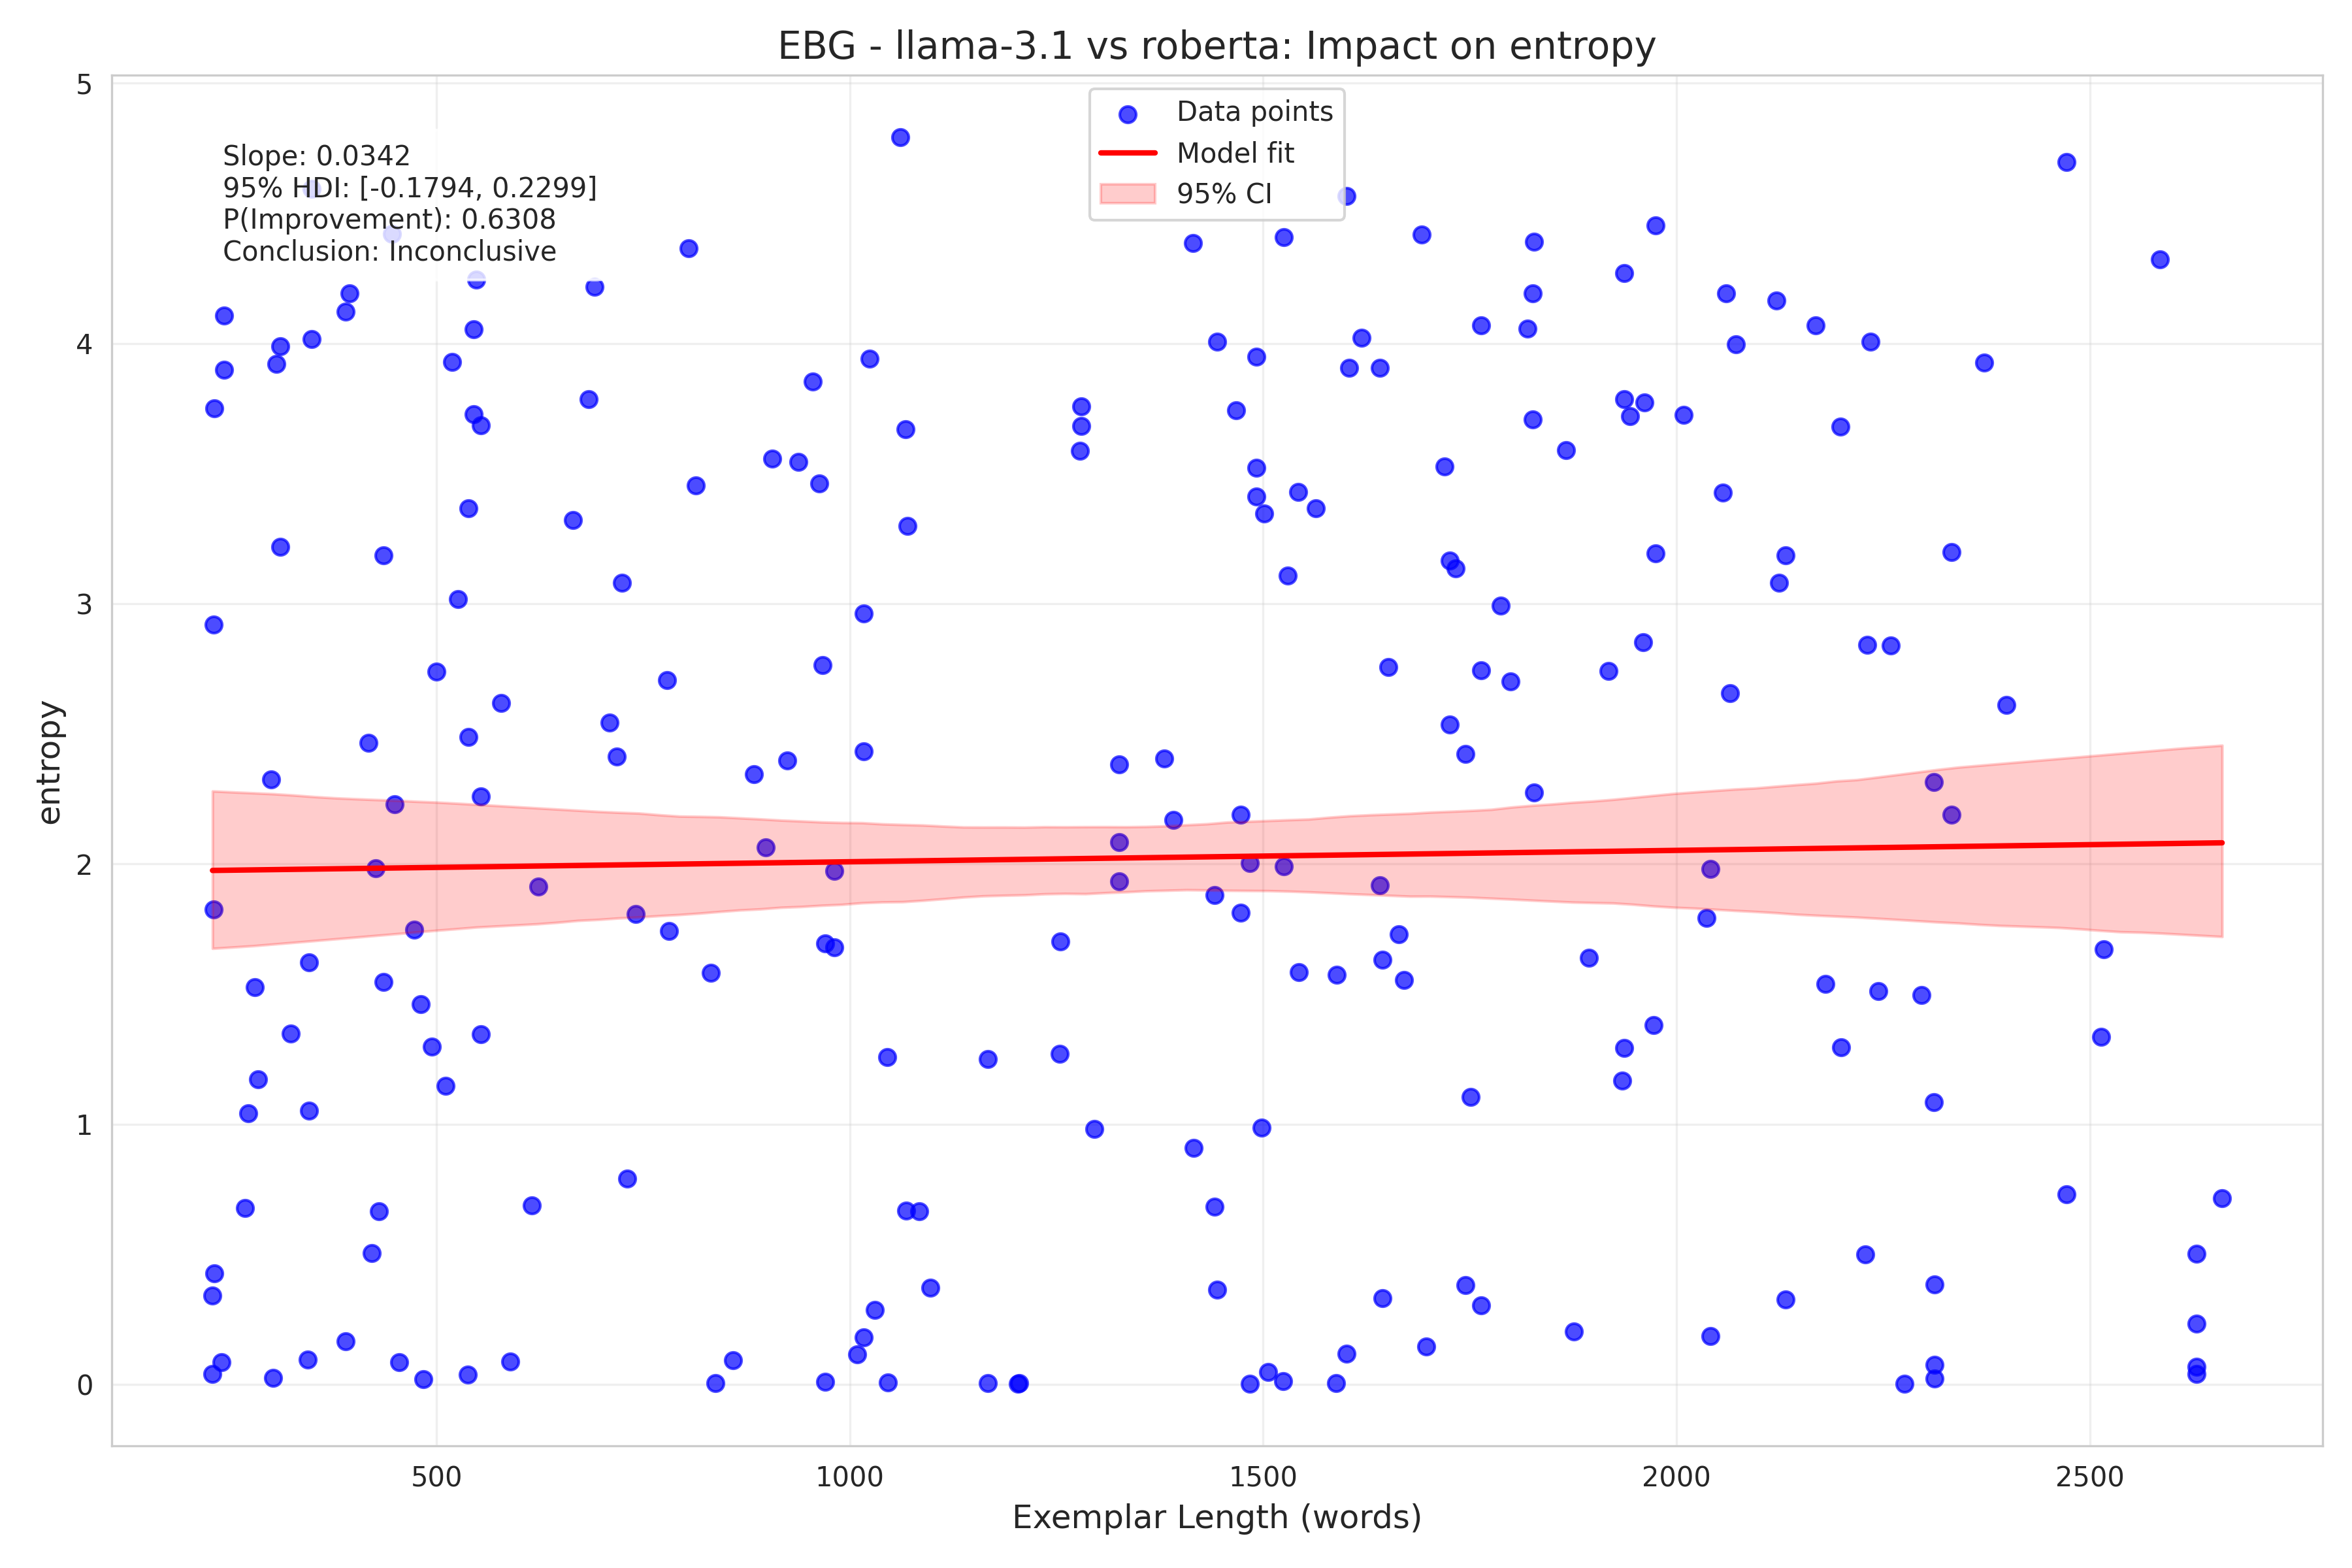 EBG - llama-3.1 vs roberta: Impact on entropy
Slope: 0.0342
95% HDI: [-0.1794, 0.2299]
P(Improvement): 0.6308
Conclusion: Inconclusive
Data points
Model fit
95% CI
5
4
3
2
1
0
entropy
500
1000
1500
2000
2500
Exemplar Length (words)